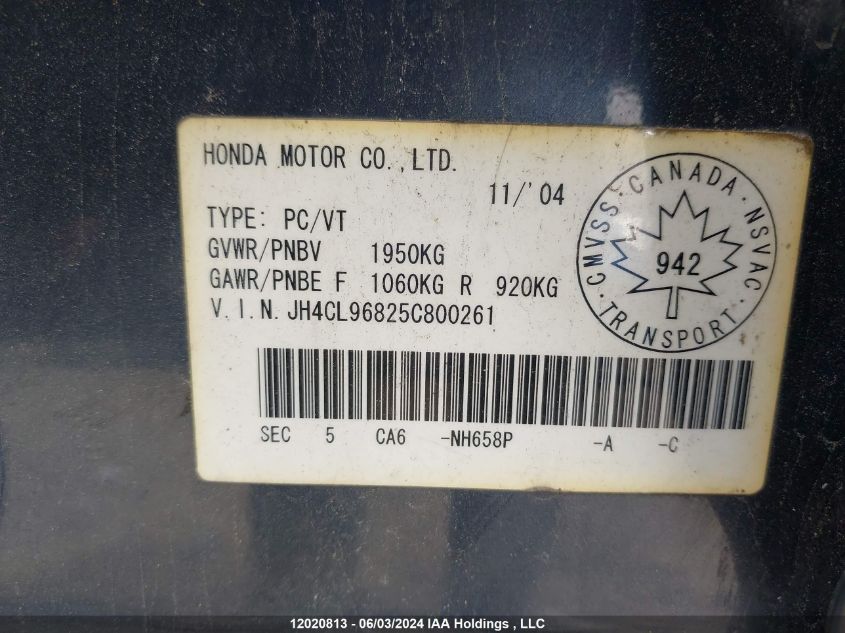 HONDA MOTOR CO.,LTD.
11/'04
TYPE: PC/VT
GVWR/PNBV 1950KG
GAWR/PNBE F 1060KG R 920KG
V.I.N. JH4CL96825C800261
CANADA · NSVAC · TRANSPORT · CMVSS ·
942
SEC 5 CA6 -NH658P -A -C
12020813 - 06/03/2024 IAA Holdings , LLC